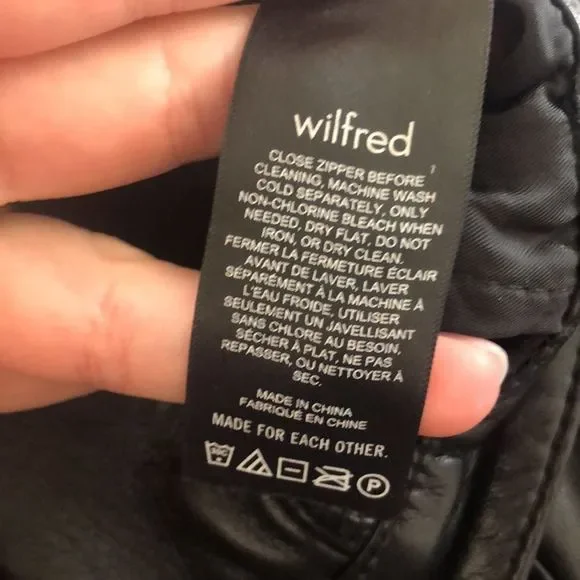 wilfred
CLOSE ZIPPER BEFORE
CLEANING, MACHINE WASH
COLD SEPARATELY, ONLY
NON-CHLORINE BLEACH WHEN
NEEDED, DRY FLAT, DO NOT
IRON, OR DRY CLEAN.
FERMER LA FERMETURE ÉCLAIR
AVANT DE LAVER, LAVER
SÉPARÉMENT À LA MACHINE À
L'EAU FROIDE, UTILISER
SEULEMENT UN JAVELLISANT
SANS CHLORE AU BESOIN,
SÉCHER À PLAT, NE PAS
REPASSER, OU NETTOYER À
SEC.
MADE IN CHINA
FABRIQUÉ EN CHINE
MADE FOR EACH OTHER.
30C P